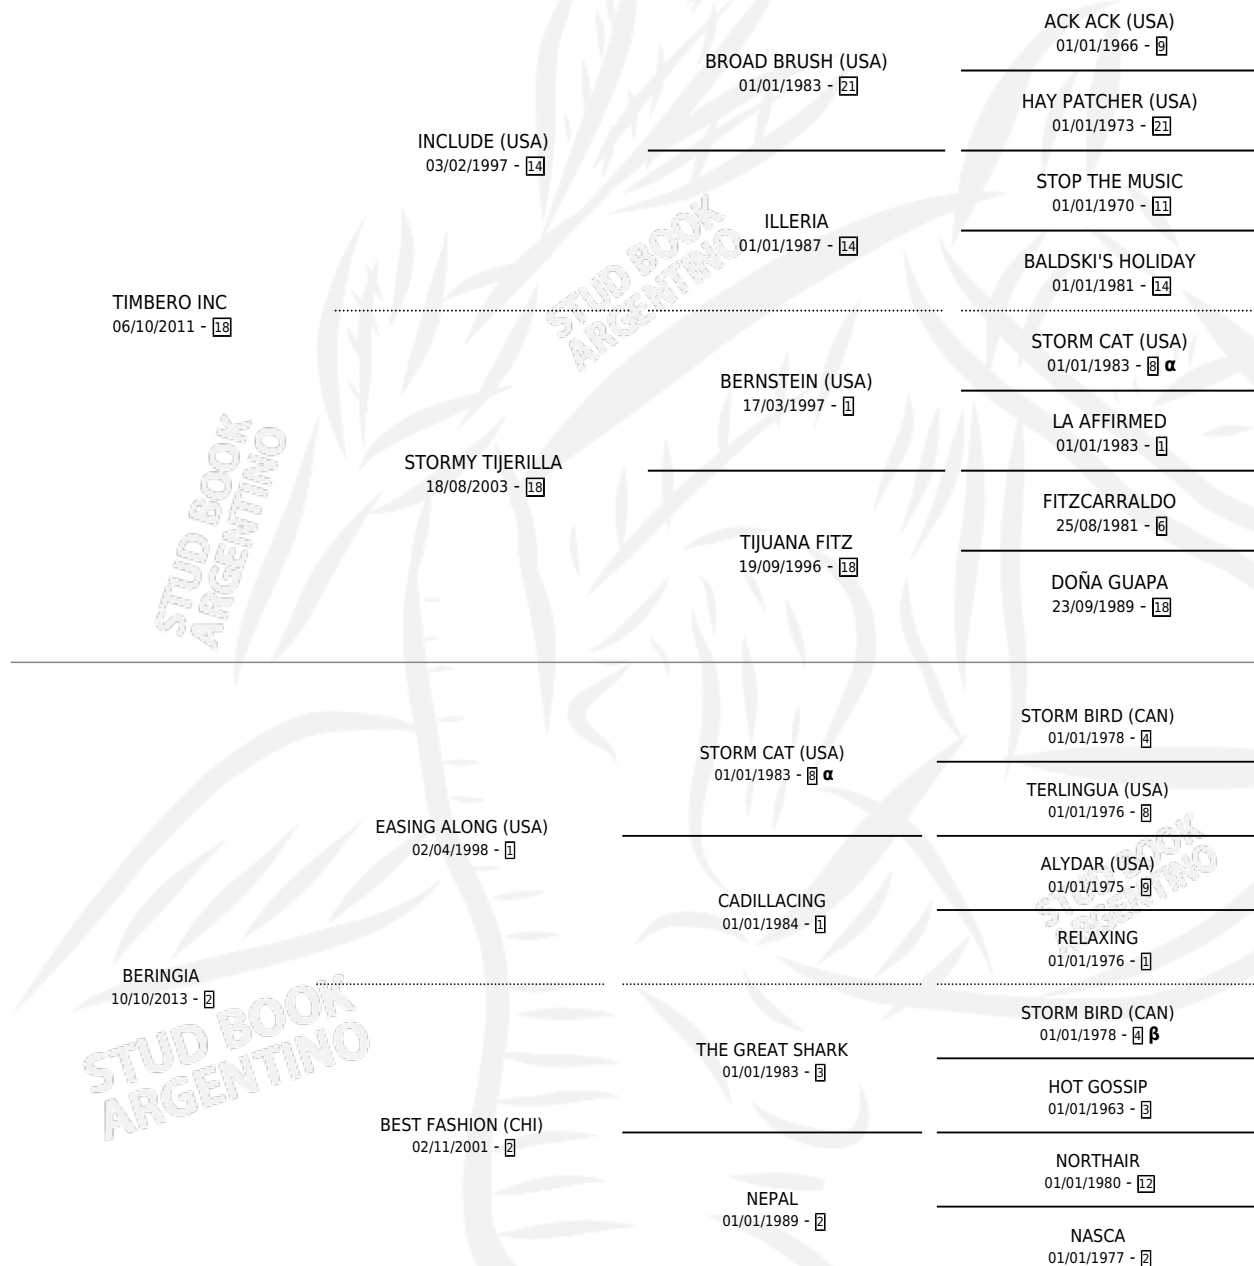 ACK ACK (USA)
01/01/1966 - 9
BROAD BRUSH (USA)
01/01/1983 - 21
HAY PATCHER (USA)
01/01/1973 - 21
INCLUDE (USA)
03/02/1997 - 14
STOP THE MUSIC
01/01/1970 - 11
ILLERIA
01/01/1987 - 14
BALDSKI'S HOLIDAY
01/01/1981 - 14
TIMBERO INC
06/10/2011 - 18
STORM CAT (USA)
01/01/1983 - 8 α
BERNSTEIN (USA)
17/03/1997 - 1
LA AFFIRMED
01/01/1983 - 1
STORMY TIJERILLA
18/08/2003 - 18
FITZCARRALDO
25/08/1981 - 6
TIJUANA FITZ
19/09/1996 - 18
DOÑA GUAPA
23/09/1989 - 18
STORM BIRD (CAN)
01/01/1978 - 4
STORM CAT (USA)
01/01/1983 - 8 α
TERLINGUA (USA)
01/01/1976 - 8
EASING ALONG (USA)
02/04/1998 - 1
ALYDAR (USA)
01/01/1975 - 9
CADILLACING
01/01/1984 - 1
RELAXING
01/01/1976 - 1
BERINGIA
10/10/2013 - 2
STORM BIRD (CAN)
01/01/1978 - 4 β
THE GREAT SHARK
01/01/1983 - 3
HOT GOSSIP
01/01/1963 - 3
BEST FASHION (CHI)
02/11/2001 - 2
NORTHAIR
01/01/1980 - 12
NEPAL
01/01/1989 - 2
NASCA
01/01/1977 - 2
STUD BOOK
ARGENTINO
STUD BOOK
ARGENTINO
STUD BOOK
ARGENTINO
STUD BOOK
ARGENTINO